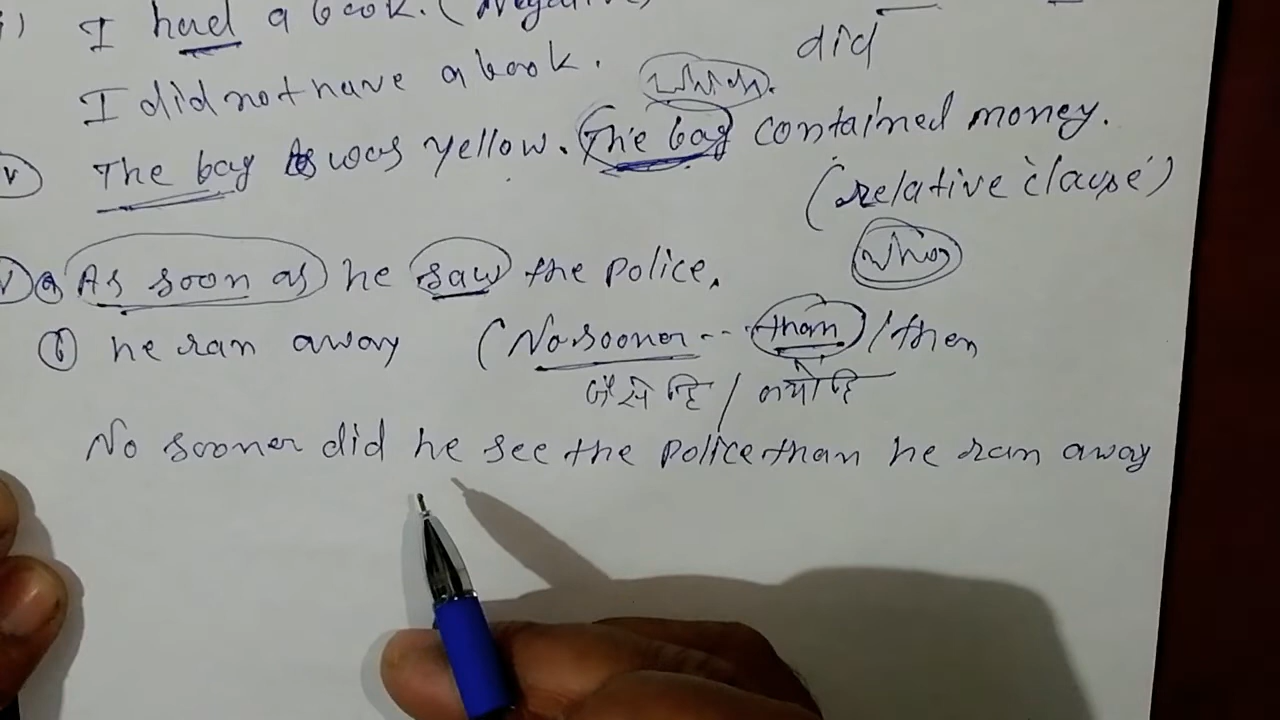 i) I had a book. (Negative)
did
I did not have a book.
which.
v) The bag was yellow. The bag contained money.
(relative clause)
who
v) a As soon as he saw the police.
b he ran away (No sooner -- than / then
जैसे हि / ज्योहि
No sooner did he see the police than he ran away